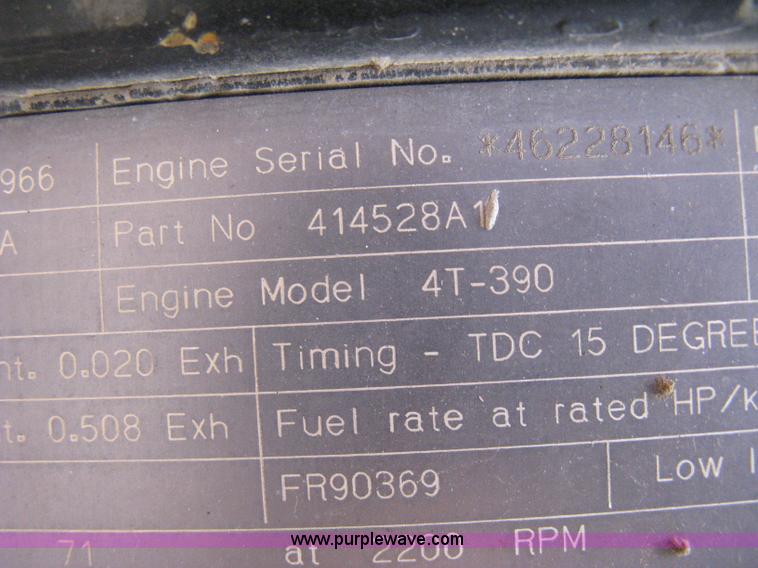 966 Engine Serial No. *46228146*
A Part No 414528A1
Engine Model 4T-390
nt. 0.020 Exh Timing - TDC 15 DEGREE
t. 0.508 Exh Fuel rate at rated HP/k
FR90369 Low
www.purplewave.com
71 at 2200 RPM